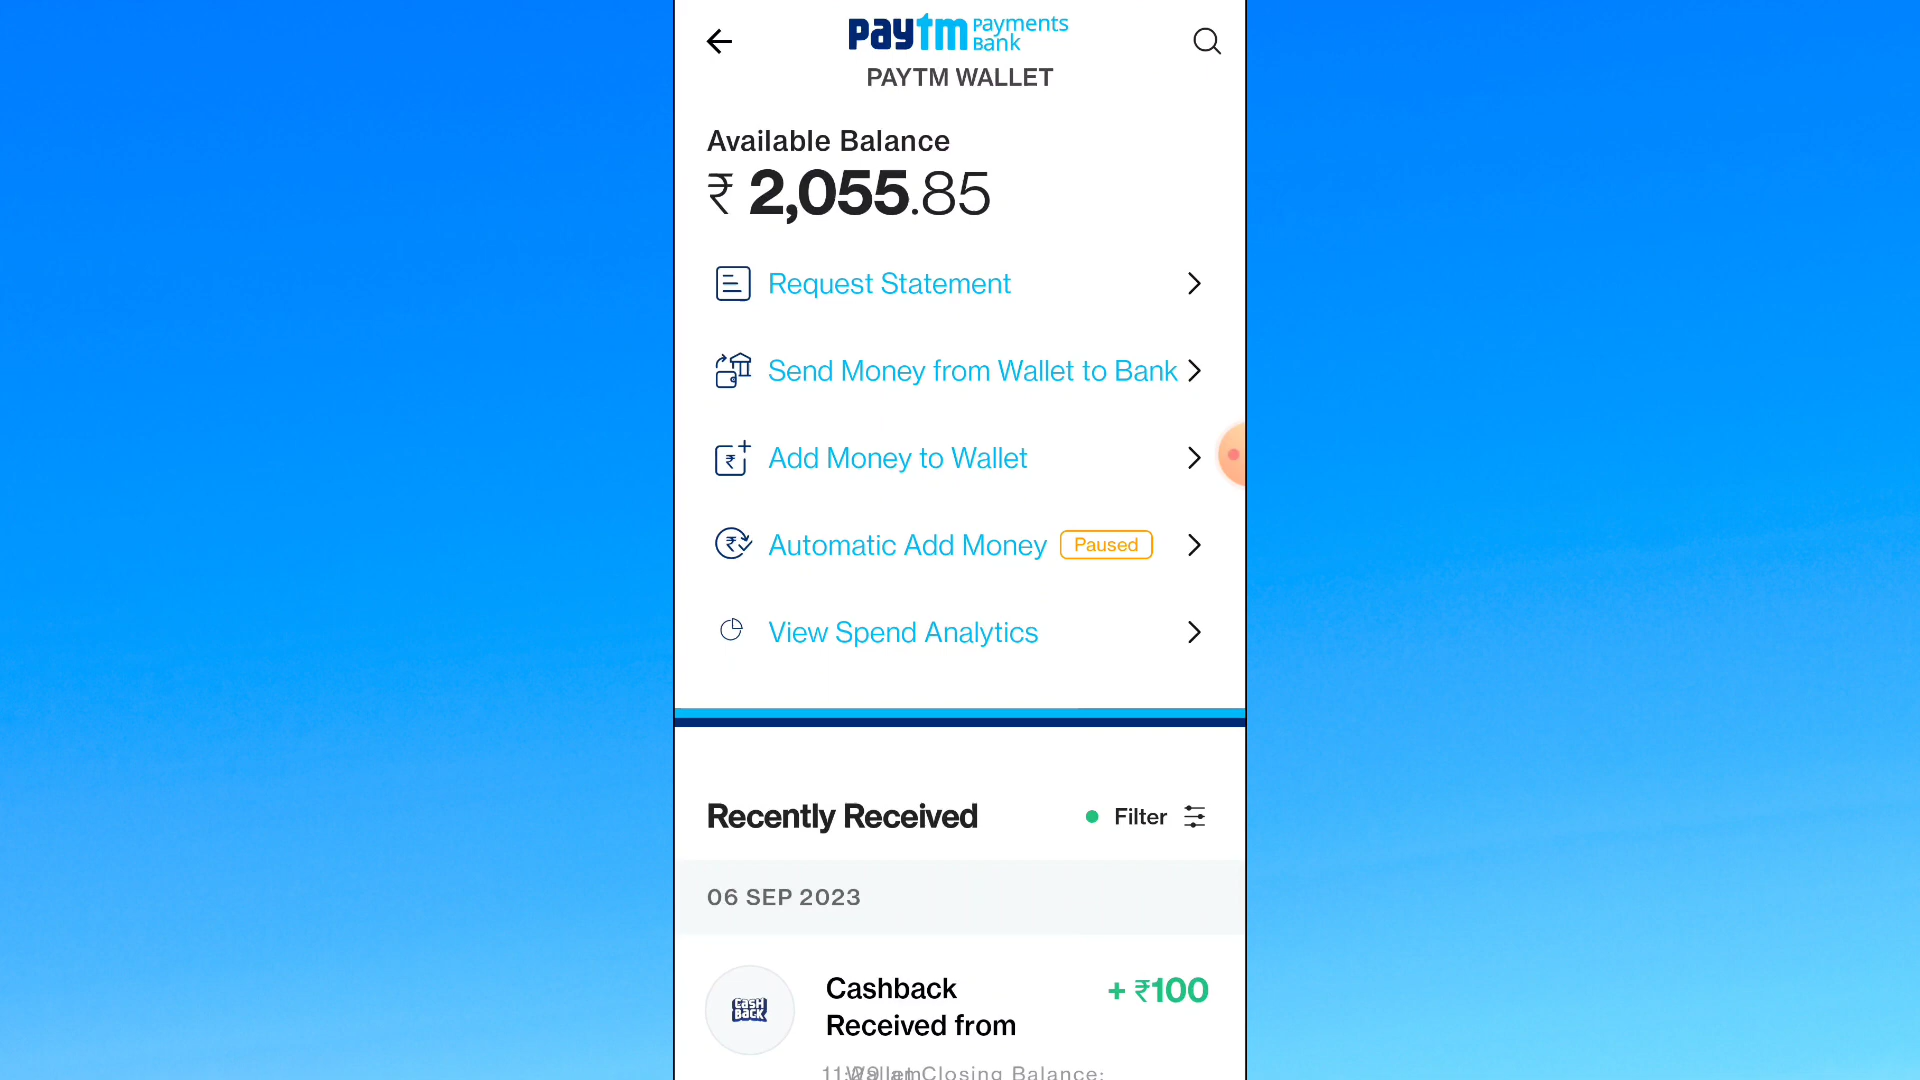 paytm Payments Bank
PAYTM WALLET
Available Balance
₹ 2,055.85
Request Statement
Send Money from Wallet to Bank
₹
Add Money to Wallet
₹
Automatic Add Money Paused
View Spend Analytics
Recently Received
Filter
06 SEP 2023
CASH BACK
Cashback + ₹100
Received from
Closing Balance: